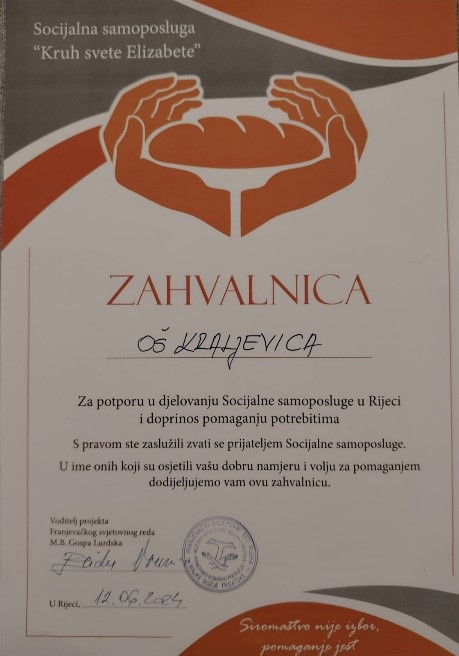 Socijalna samoposluga
“Kruh svete Elizabete”
ZAHVALNICA
OŠ KRALJEVICA
Za potporu u djelovanju Socijalne samoposluge u Rijeci
i doprinos pomaganju potrebitima
S pravom ste zaslužili zvati se prijateljem Socijalne samoposluge.
U ime onih koji su osjetili vašu dobru namjeru i volju za pomaganjem
dodijeljujemo vam ovu zahvalnicu.
Voditelj projekta
Franjevačkog svjetovnog reda
M.B. Gospa Lurdska
U Rijeci, 12.06.2024
Siromaštvo nije izbor,
pomaganje jest